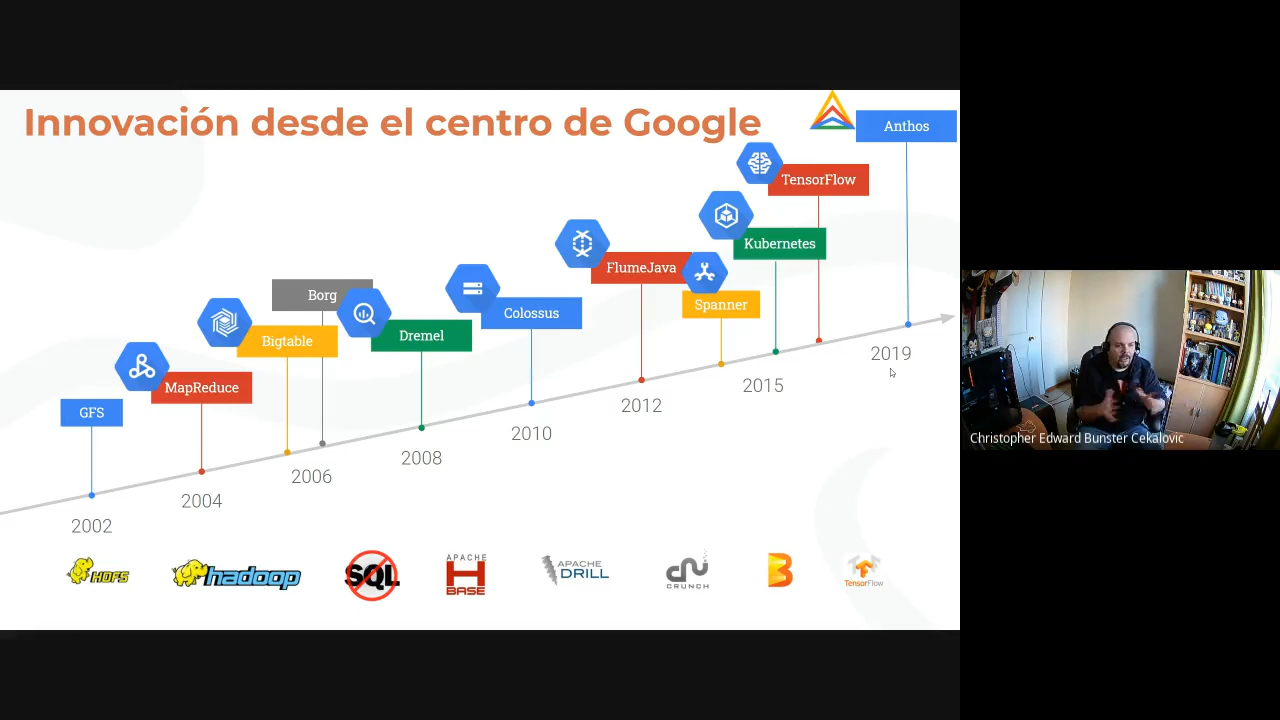 Innovación desde el centro de Google
Anthos
TensorFlow
Kubernetes
FlumeJava
Spanner
Borg
Colossus
Bigtable
Dremel
MapReduce
GFS
2002
2004
2006
2008
2010
2012
2015
2019
HDFS
hadoop
SQL
APACHE
HBASE
APACHE
DRILL
CRUNCH
TensorFlow
Christopher Edward Bunster Cekalovic